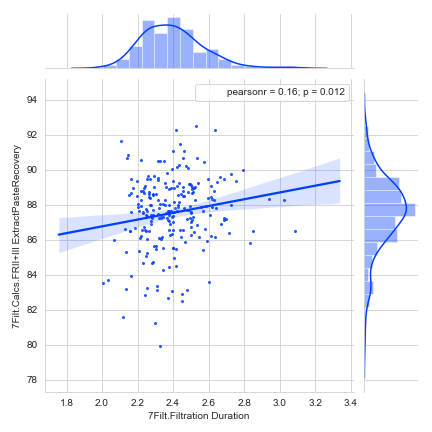 pearsonr = 0.16; p = 0.012
94
92
90
88
86
84
82
80
78
7Filt.Calcs.FRII+III ExtractPasteRecovery
1.8 2.0 2.2 2.4 2.6 2.8 3.0 3.2 3.4
7Filt.Filtration Duration